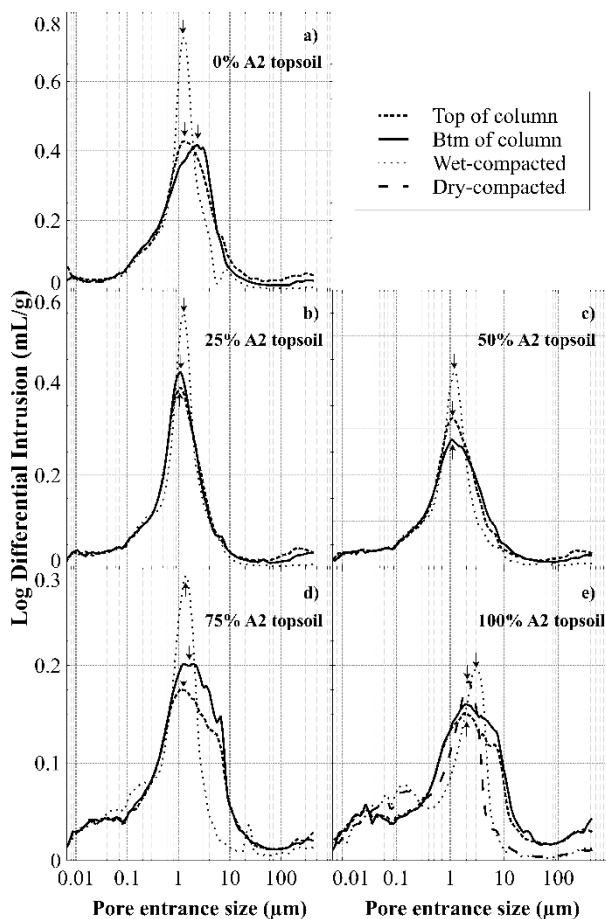 0.8
a)
0% A2 topsoil
0.6
Top of column
Btm of column
Wet-compacted
Dry-compacted
0.4
0.2
0
0.6
b)
25% A2 topsoil
c)
50% A2 topsoil
0.4
0.2
0
Log Differential Intrusion (mL/g)
0.3
d)
75% A2 topsoil
e)
100% A2 topsoil
0.2
0.1
0
0.01 0.1 1 10 100
0.01 0.1 1 10 100
Pore entrance size (µm)
Pore entrance size (µm)